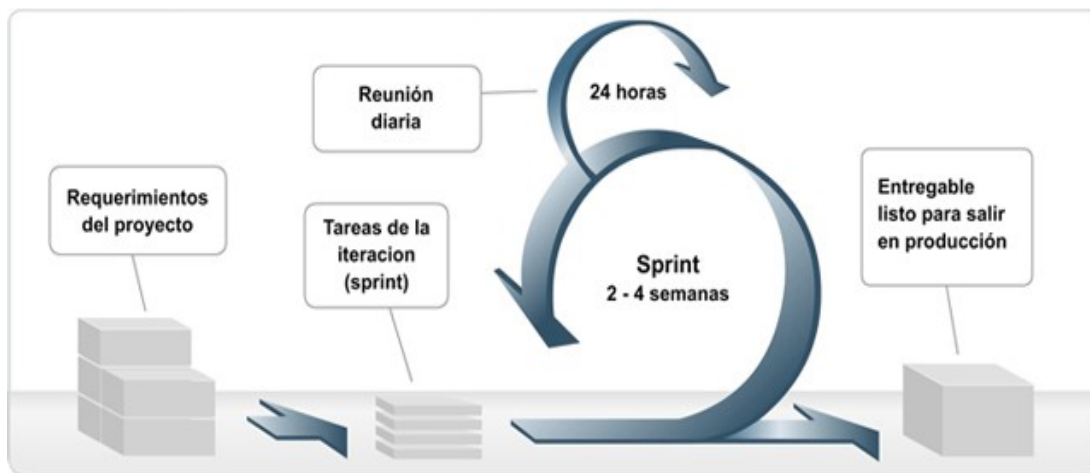 Reunión
diaria
24 horas
Requerimientos
del proyecto
Tareas de la
iteracion
(sprint)
Sprint
2 - 4 semanas
Entregable
listo para salir
en producción